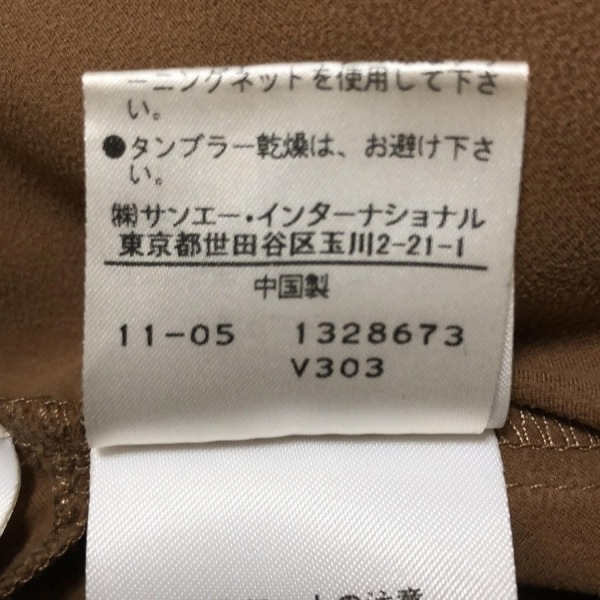 ーニングネットを使用して下さ
い。
●タンブラー乾燥は、お避け下さ
い。
㈱サンエー・インターナショナル
東京都世田谷区玉川2-21-1
中国製
11-05 1328673
V303
の注意